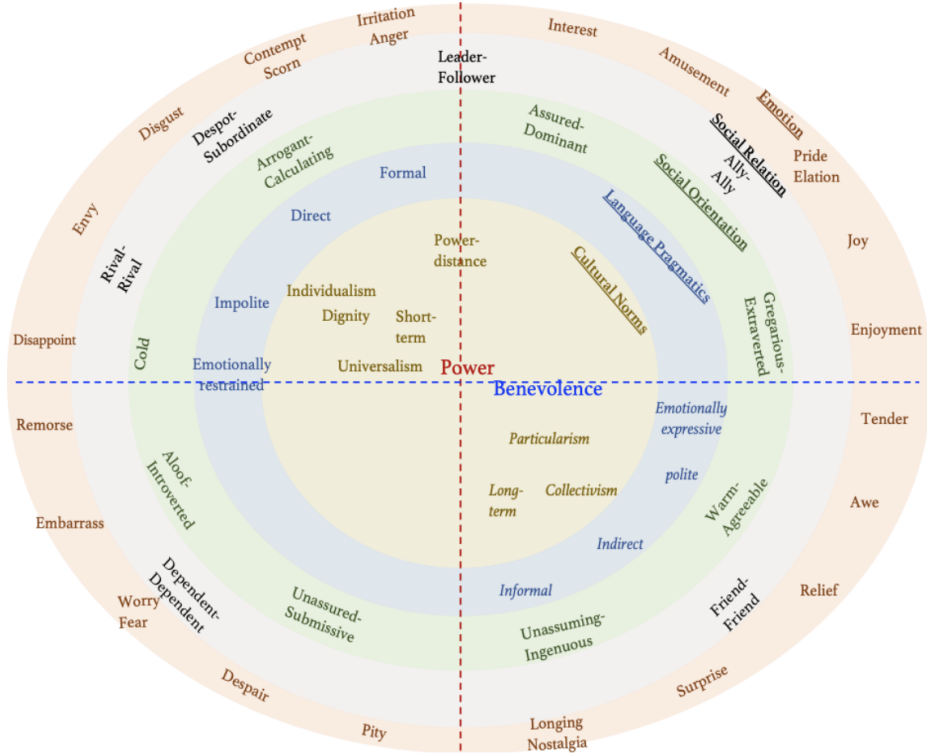 Irritation
Anger
Interest
Contempt
Scorn
Amusement
Leader-
Follower
Emotion
Disgust
Despot-
Subordinate
Assured-
Dominant
Social Relation
Ally-
Ally
Pride
Elation
Arrogant-
Calculating
Formal
Social Orientation
Envy
Direct
Language Pragmatics
Joy
Rival-
Rival
Power-
distance
Cultural Norms
Impolite
Individualism
Dignity
Short-
term
Gregarious-
Extraverted
Enjoyment
Disappoint
Cold
Emotionally
restrained
Universalism
Power
Benevolence
Remorse
Emotionally
expressive
Tender
Particularism
Aloof-
Introverted
polite
Long-
term
Collectivism
Warm-
Agreeable
Awe
Embarrass
Indirect
Dependent-
Dependent
Worry
Fear
Unassured-
Submissive
Informal
Friend-
Friend
Relief
Unassuming-
Ingenuous
Despair
Surprise
Pity
Longing
Nostalgia